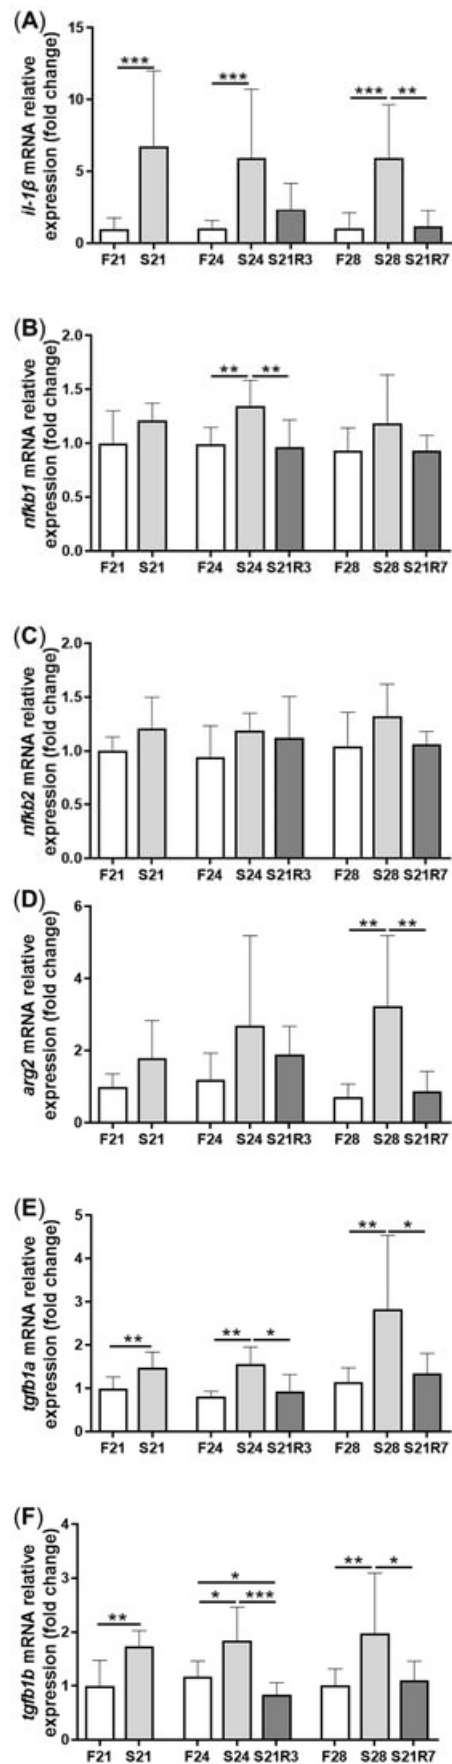 (A)
il-1β mRNA relative
expression (fold change)
15
10
5
0
***
***
***
**
F21 S21 F24 S24 S21R3 F28 S28 S21R7
(B)
nfkb1 mRNA relative
expression (fold change)
2.0
1.5
1.0
0.5
0.0
**
**
F21 S21 F24 S24 S21R3 F28 S28 S21R7
(C)
nfkb2 mRNA relative
expression (fold change)
2.0
1.5
1.0
0.5
0.0
F21 S21 F24 S24 S21R3 F28 S28 S21R7
(D)
arg2 mRNA relative
expression (fold change)
6
4
2
0
**
**
F21 S21 F24 S24 S21R3 F28 S28 S21R7
(E)
tgfb1a mRNA relative
expression (fold change)
5
4
3
2
1
0
**
**
*
**
*
F21 S21 F24 S24 S21R3 F28 S28 S21R7
(F)
tgfb1b mRNA relative
expression (fold change)
4
3
2
1
0
**
*
*
***
**
*
F21 S21 F24 S24 S21R3 F28 S28 S21R7